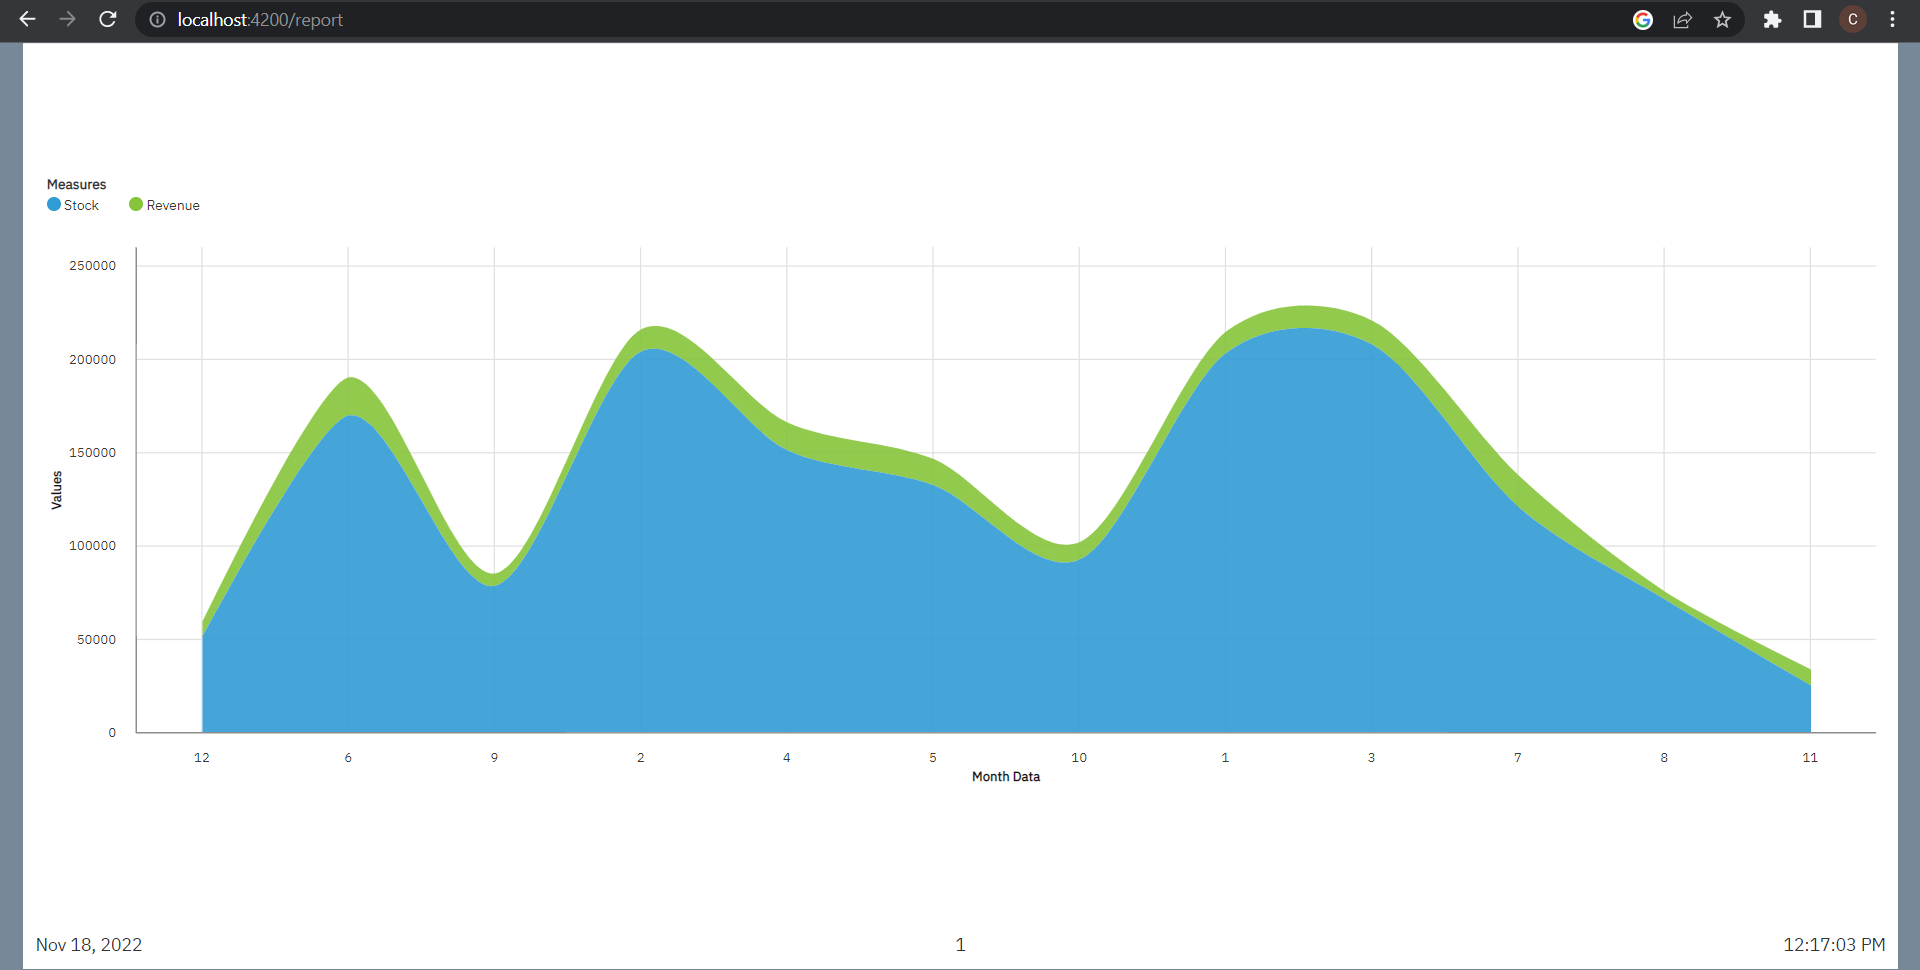 localhost:4200/report
C
Measures
Stock Revenue
250000
200000
150000
100000
50000
0
Values
12 6 9 2 4 5 10 1 3 7 8 11
Month Data
Nov 18, 2022 1 12:17:03 PM